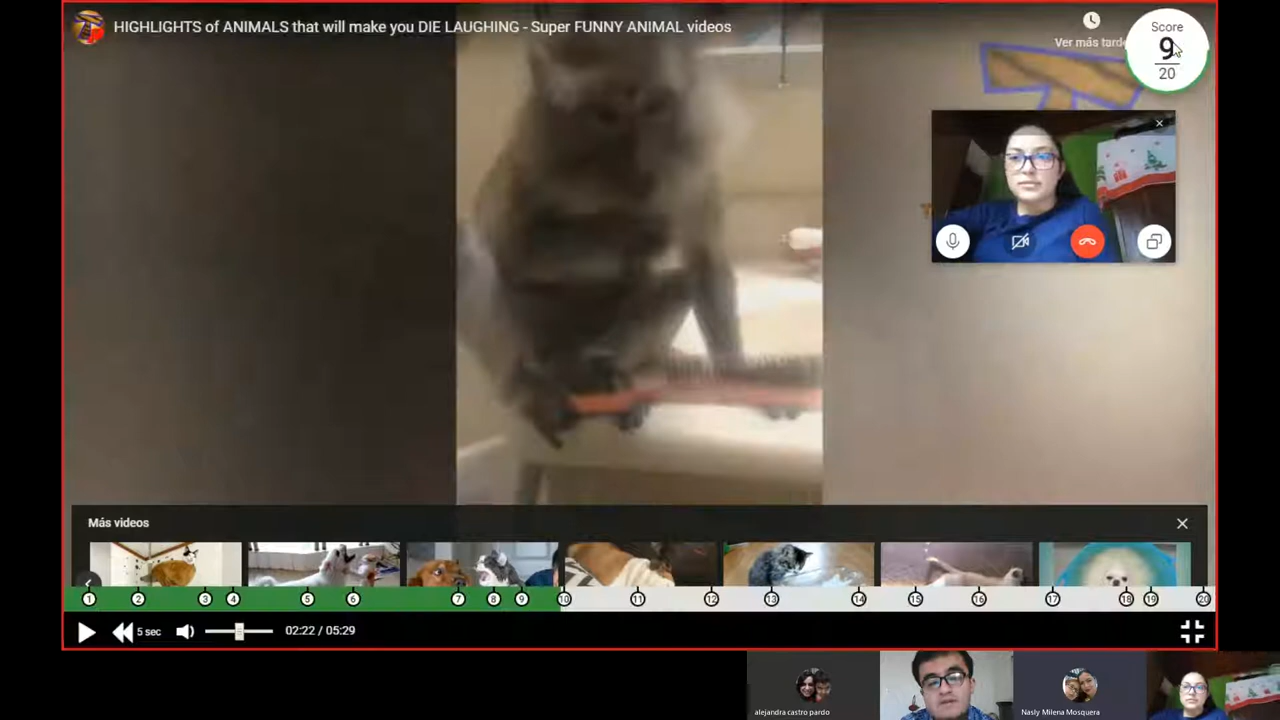 HIGHLIGHTS of ANIMALS that will make you DIE LAUGHING - Super FUNNY ANIMAL videos
Ver más tarde
Score
9
20
Más videos
1 2 3 4 5 6 7 8 9 10 11 12 13 14 15 16 17 18 19 20
5 sec
02:22 / 05:29
alejandra castro pardo
Nasly Milena Mosquera